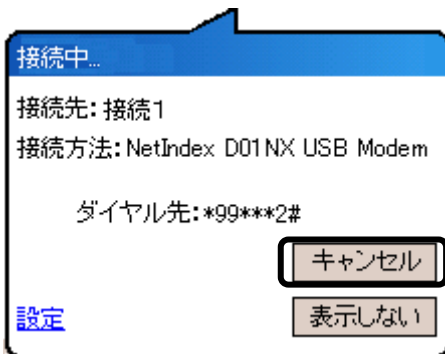 接続中...
接続先: 接続1
接続方法: NetIndex D01NX USB Modem
ダイヤル先: *99***2#
キャンセル
設定
表示しない